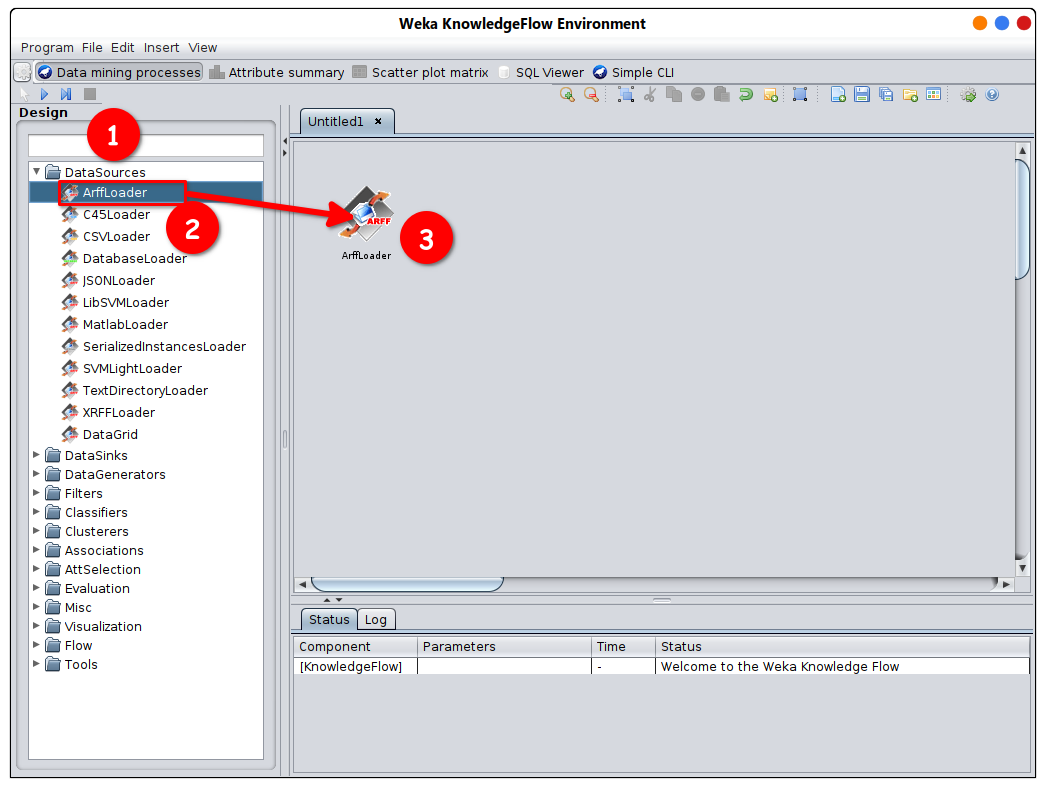 Weka KnowledgeFlow Environment
Program File Edit Insert View
Data mining processes Attribute summary Scatter plot matrix SQL Viewer Simple CLI
Design
Untitled1 ×
1
DataSources
ArffLoader
C45Loader
CSVLoader
DatabaseLoader
JSONLoader
LibSVMLoader
MatlabLoader
SerializedInstancesLoader
SVMLightLoader
TextDirectoryLoader
XRFFLoader
DataGrid
DataSinks
DataGenerators
Filters
Classifiers
Clusterers
Associations
AttSelection
Evaluation
Misc
Visualization
Flow
Tools
2
ARFF
ArffLoader
3
Status Log
Component Parameters Time Status
[KnowledgeFlow] - Welcome to the Weka Knowledge Flow